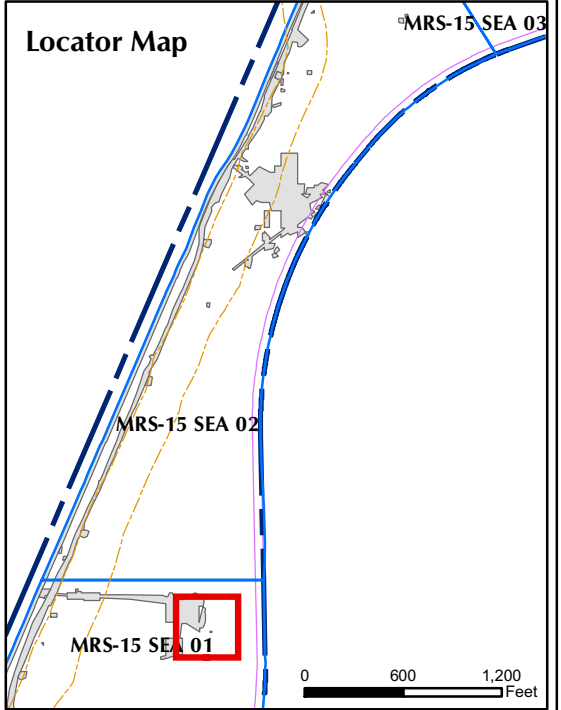 Locator Map
MRS-15 SEA 03
MRS-15 SEA 02
MRS-15 SEA 01
0 600 1,200
Feet